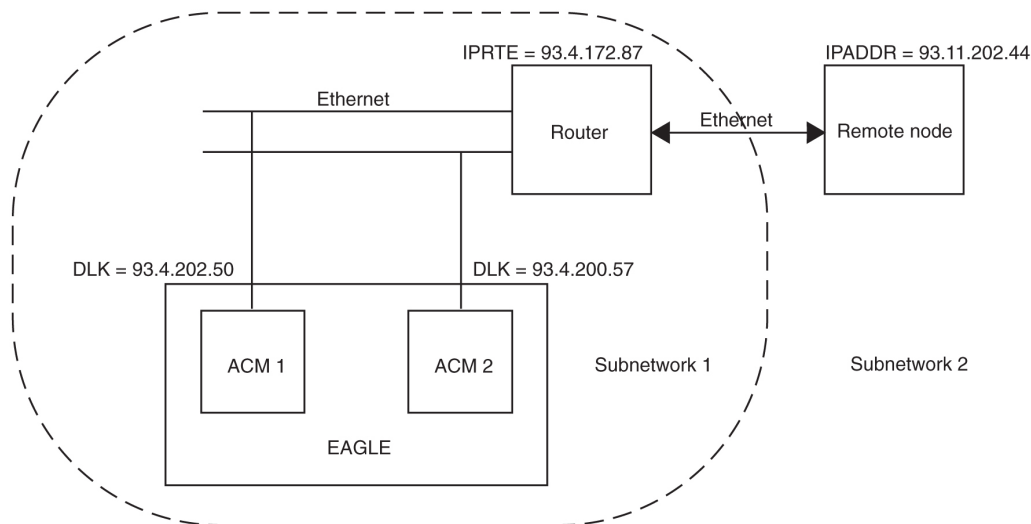 IPRTE = 93.4.172.87
IPADDR = 93.11.202.44
Ethernet
Router
Ethernet
Remote node
DLK = 93.4.202.50
DLK = 93.4.200.57
ACM 1
ACM 2
Subnetwork 1
Subnetwork 2
EAGLE